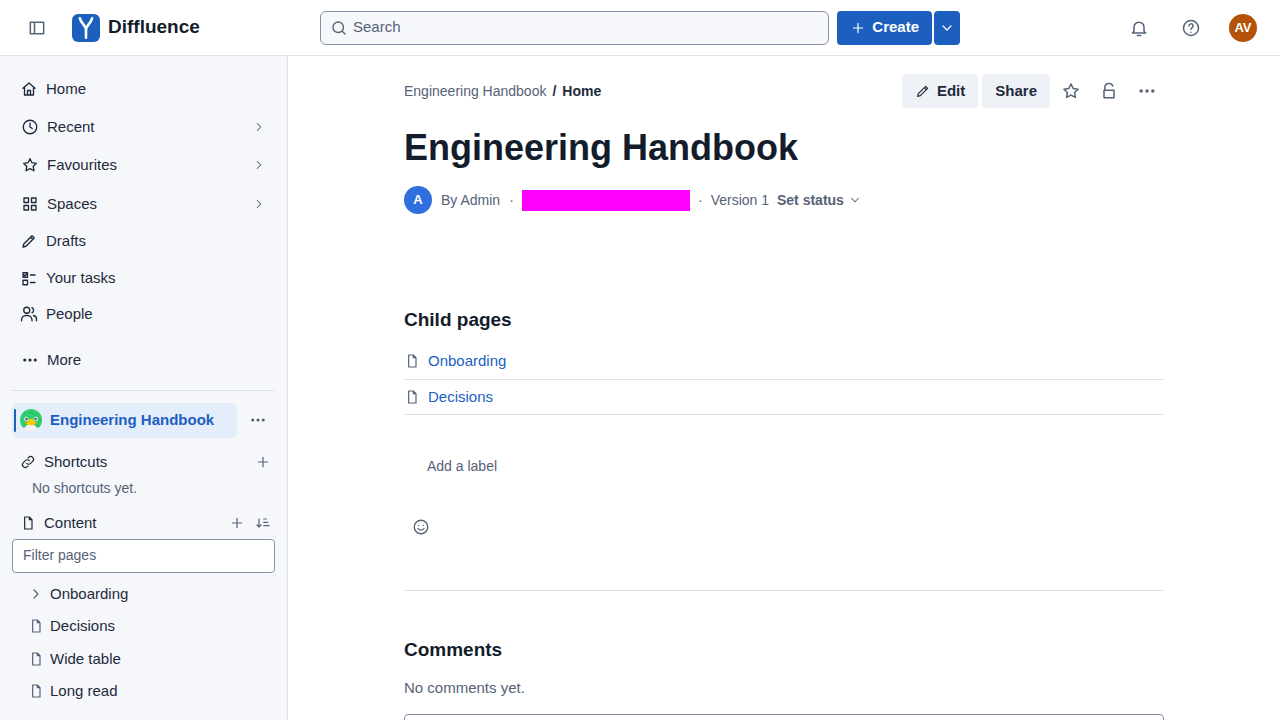 Diffluence
Search
Create
AV
Home
Recent
Favourites
Spaces
Drafts
Your tasks
People
More
Engineering Handbook
Shortcuts
No shortcuts yet.
Content
Filter pages
Onboarding
Decisions
Wide table
Long read
Engineering Handbook / Home
Edit
Share
Engineering Handbook
A By Admin · · Version 1 Set status
Child pages
Onboarding
Decisions
Add a label
Comments
No comments yet.